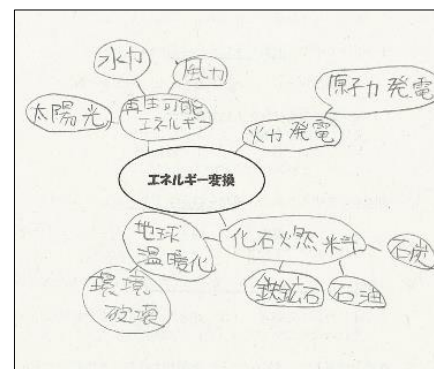 水力
風力
原子力発電
太陽光
再生可能
エネルギー
火力発電
エネルギー変換
地球
温暖化
化石燃料
石炭
環境
破壊
鉄鉱石
石油